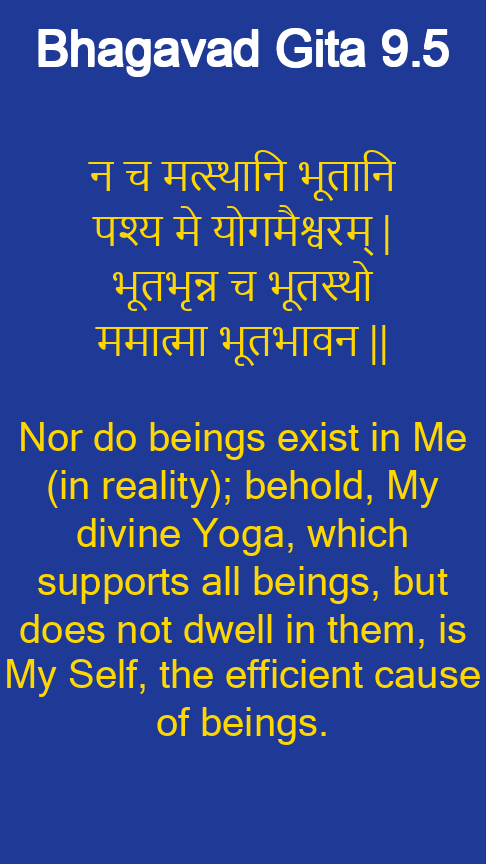 Bhagavad Gita 9.5
न च मत्स्थानि भूतानि
पश्य मे योगमैश्वरम् |
भूतभृन्न च भूतस्थो
ममात्मा भूतभावन ||
Nor do beings exist in Me
(in reality); behold, My
divine Yoga, which
supports all beings, but
does not dwell in them, is
My Self, the efficient cause
of beings.